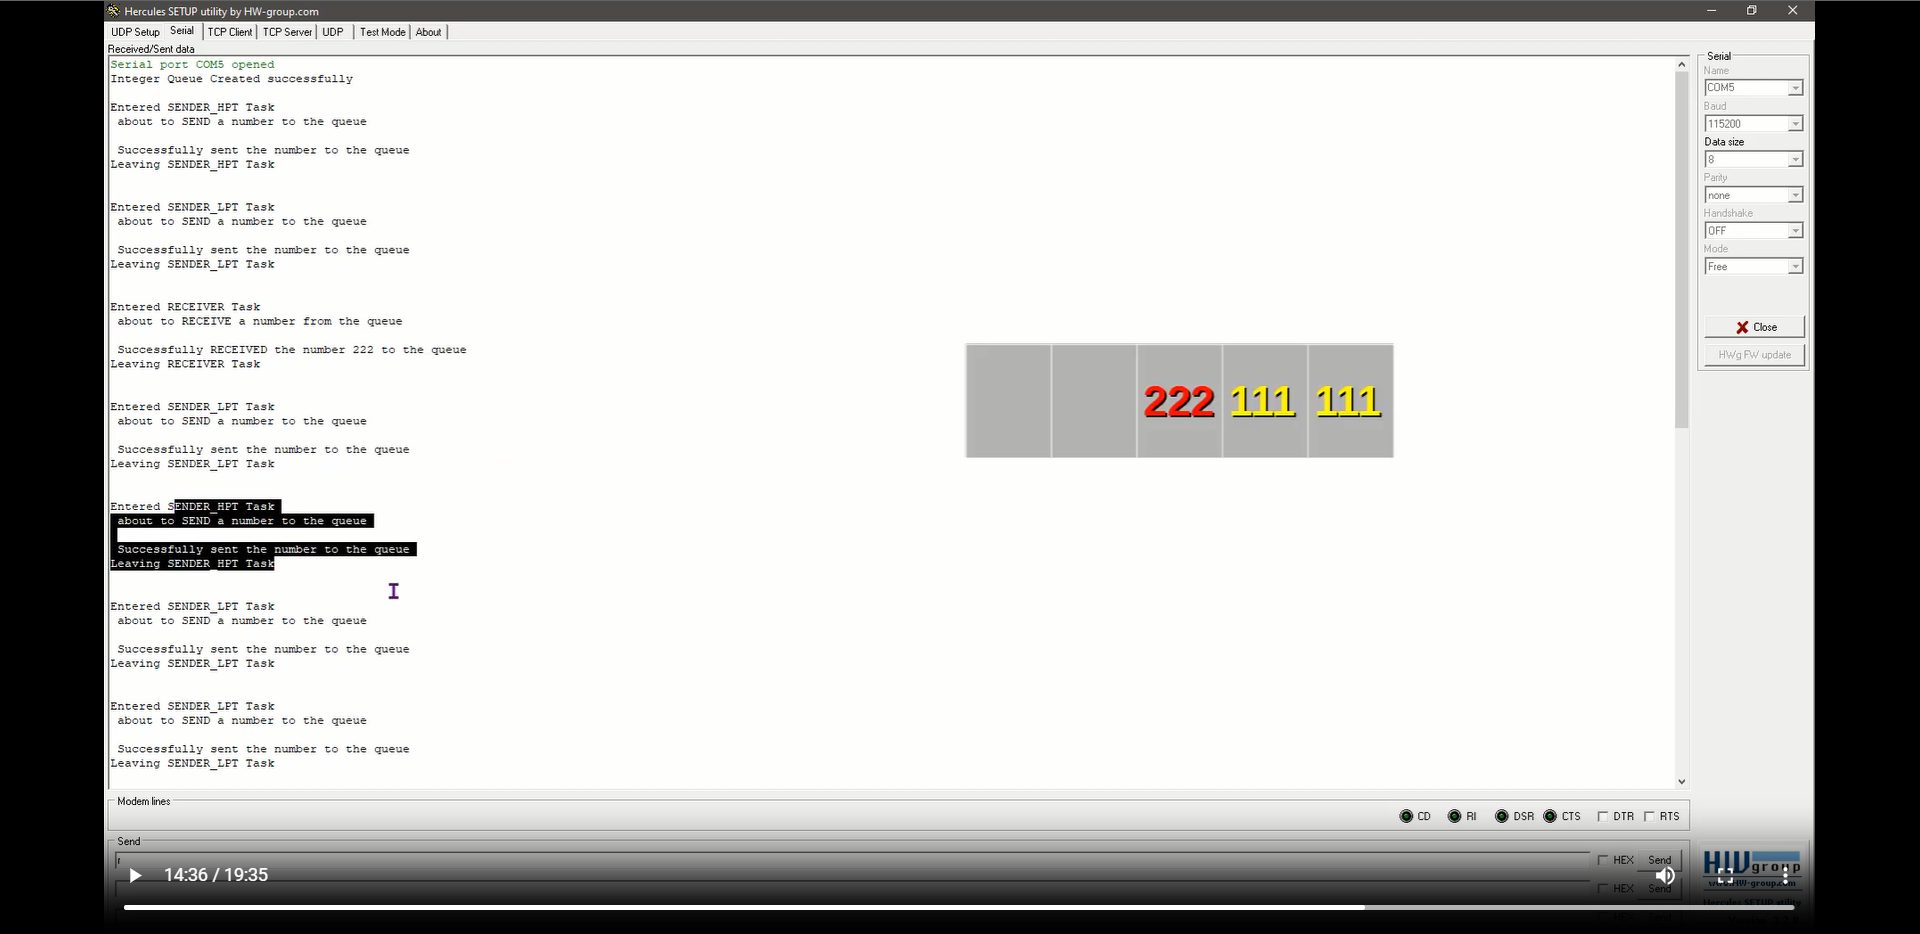 Hercules SETUP utility by HW-group.com
UDP Setup Serial TCP Client TCP Server UDP Test Mode About
Received/Sent data
Serial port COM5 opened
Integer Queue Created successfully
Entered SENDER_HPT Task
about to SEND a number to the queue
Successfully sent the number to the queue
Leaving SENDER_HPT Task
Entered SENDER_LPT Task
about to SEND a number to the queue
Successfully sent the number to the queue
Leaving SENDER_LPT Task
Entered RECEIVER Task
about to RECEIVE a number from the queue
Successfully RECEIVED the number 222 to the queue
Leaving RECEIVER Task
Entered SENDER_LPT Task
about to SEND a number to the queue
Successfully sent the number to the queue
Leaving SENDER_LPT Task
Entered SENDER_HPT Task
about to SEND a number to the queue
Successfully sent the number to the queue
Leaving SENDER_HPT Task
Entered SENDER_LPT Task
about to SEND a number to the queue
Successfully sent the number to the queue
Leaving SENDER_LPT Task
Entered SENDER_LPT Task
about to SEND a number to the queue
Successfully sent the number to the queue
Leaving SENDER_LPT Task
222 111 111
Serial
Name
COM5
Baud
115200
Data size
8
Parity
none
Handshake
OFF
Mode
Free
Close
HWg FW update
Modem lines
CD RI DSR CTS DTR RTS
Send
r
HEX Send
HEX Send
14:36 / 19:35
HW group
www.HW-group.com
Hercules SETUP utility